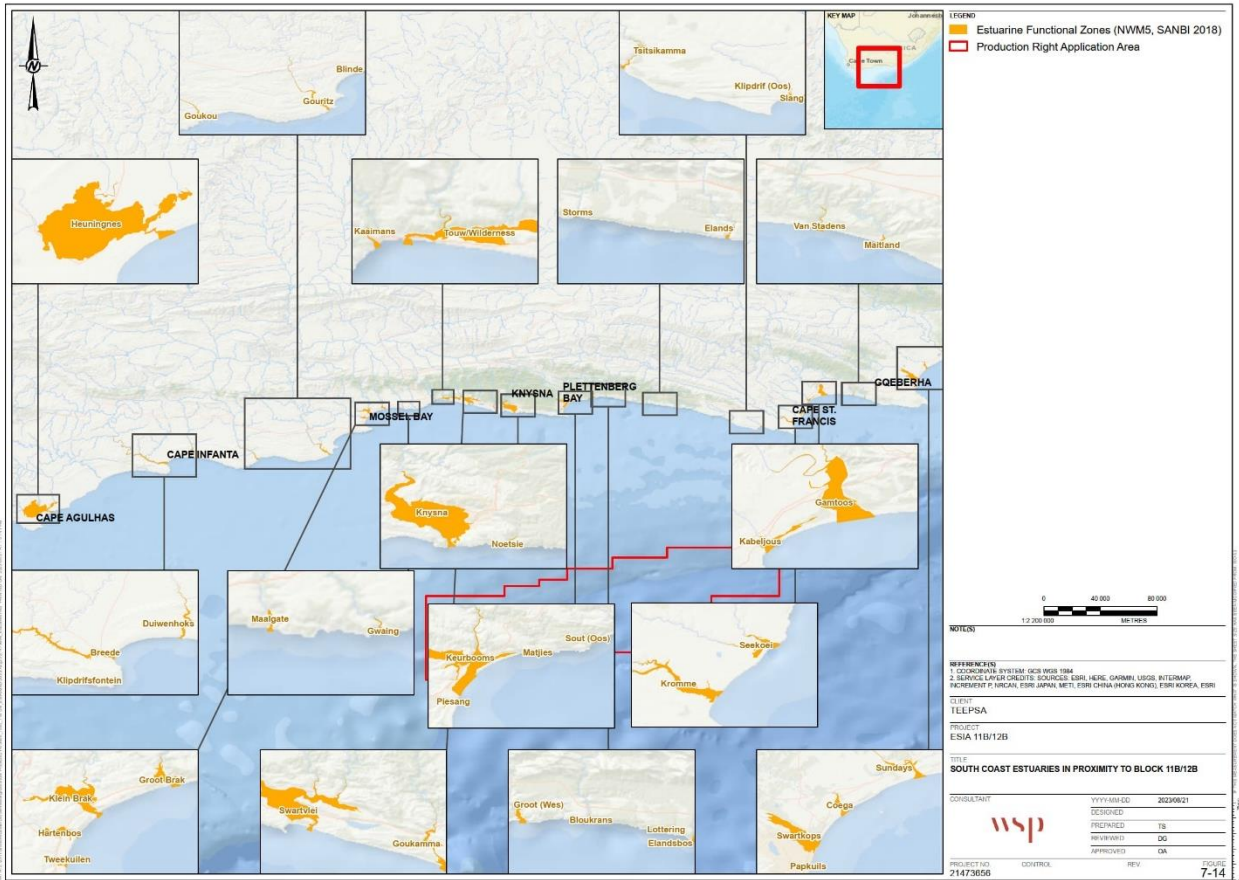 N
Blinde
Gouritz
Goukou
Tsitsikamma
Klipdrif (Oos)
Slang
KEY MAP
Cape Town
Heuningnes
Kaaimans
Touw/Wilderness
Storms
Elands
Van Stadens
Maitland
MOSSEL BAY
KNYSNA
PLETTENBERG
BAY
CAPE ST.
FRANCIS
GQEBERHA
CAPE INFANTA
CAPE AGULHAS
Knysna
Noetsie
Gamtoos
Kabeljous
Duiwenhoks
Breede
Klipdrifsfontein
Maalgate
Gwaing
Keurbooms
Matjies
Sout (Oos)
Piesang
Seekoei
Kromme
Groot Brak
Klein Brak
Hartenbos
Tweekuilen
Swartvlei
Goukamma
Groot (Wes)
Bloukrans
Lottering
Elandsbos
Sundays
Coega
Swartkops
Papkuils
LEGEND
Estuarine Functional Zones (NWM5, SANBI 2018)
Production Right Application Area
0 40 000 80 000
1:2 200 000 METRES
NOTE(S)
REFERENCE(S)
1. COORDINATE SYSTEM: GCS WGS 1984
2. SERVICE LAYER CREDITS: SOURCES: ESRI, HERE, GARMIN, USGS, INTERMAP,
INCREMENT P, NRCAN, ESRI JAPAN, METI, ESRI CHINA (HONG KONG), ESRI KOREA, ESRI
CLIENT
TEEPSA
PROJECT
ESIA 11B/12B
TITLE
SOUTH COAST ESTUARIES IN PROXIMITY TO BLOCK 11B/12B
CONSULTANT
wsp
YYYY-MM-DD 2023/09/21
DESIGNED
PREPARED TS
REVIEWED DG
APPROVED OA
PROJECT NO. CONTROL REV. FIGURE
21473656 7-14